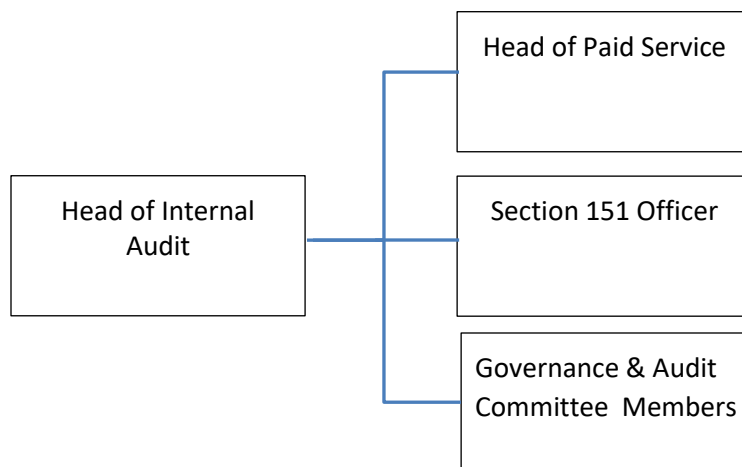 Head of Paid Service
Head of Internal
Audit
Section 151 Officer
Governance & Audit
Committee  Members